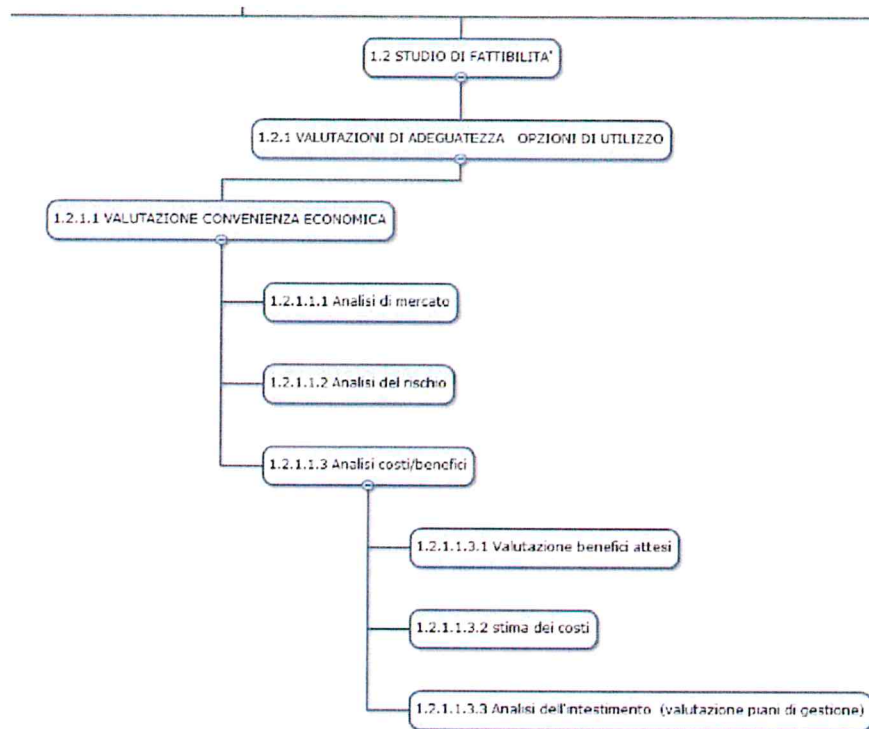 1.2 STUDIO DI FATTIBILITA'
1.2.1 VALUTAZIONI DI ADEGUATEZZA OPZIONI DI UTILIZZO
1.2.1.1 VALUTAZIONE CONVENIENZA ECONOMICA
1.2.1.1.1 Analisi di mercato
1.2.1.1.2 Analisi del rischio
1.2.1.1.3 Analisi costi/benefici
1.2.1.1.3.1 Valutazione benefici attesi
1.2.1.1.3.2 stima dei costi
1.2.1.1.3.3 Analisi dell'intestimento (valutazione piani di gestione)